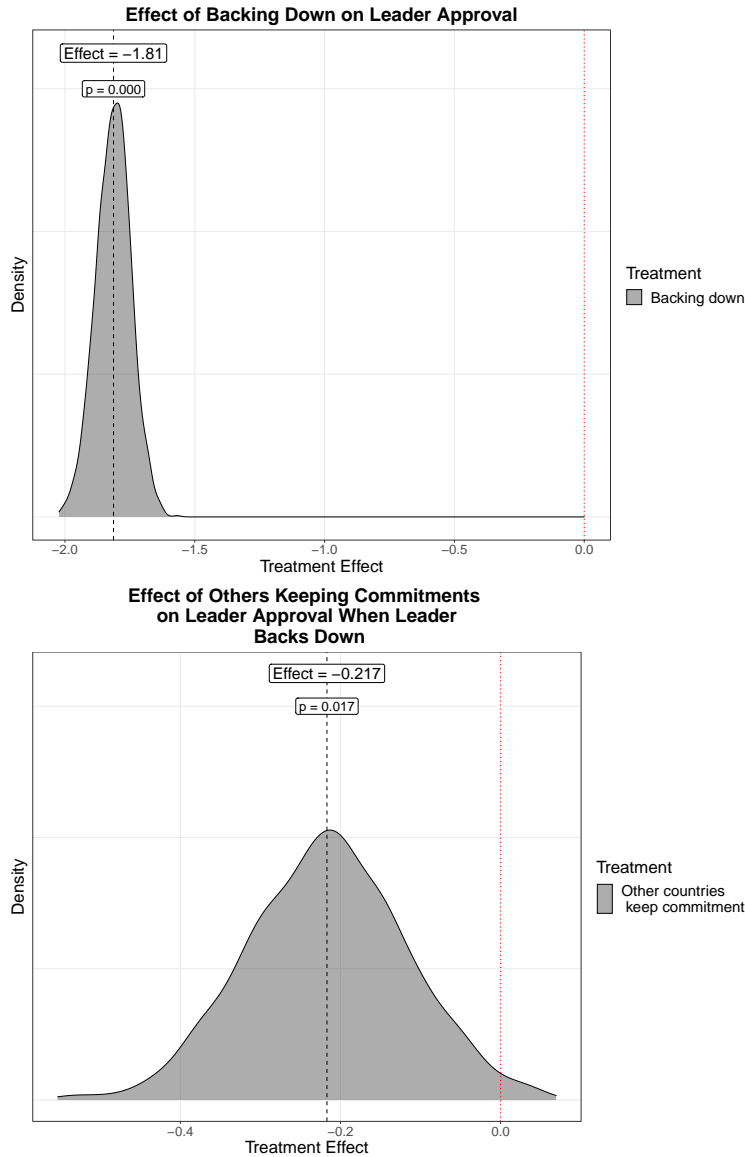 Effect of Backing Down on Leader Approval
Effect = −1.81
p = 0.000
Density
Treatment
Backing down
−2.0 −1.5 −1.0 −0.5 0.0
Treatment Effect
Effect of Others Keeping Commitments
on Leader Approval When Leader
Backs Down
Effect = −0.217
p = 0.017
Density
Treatment
Other countries
keep commitment
−0.4 −0.2 0.0
Treatment Effect